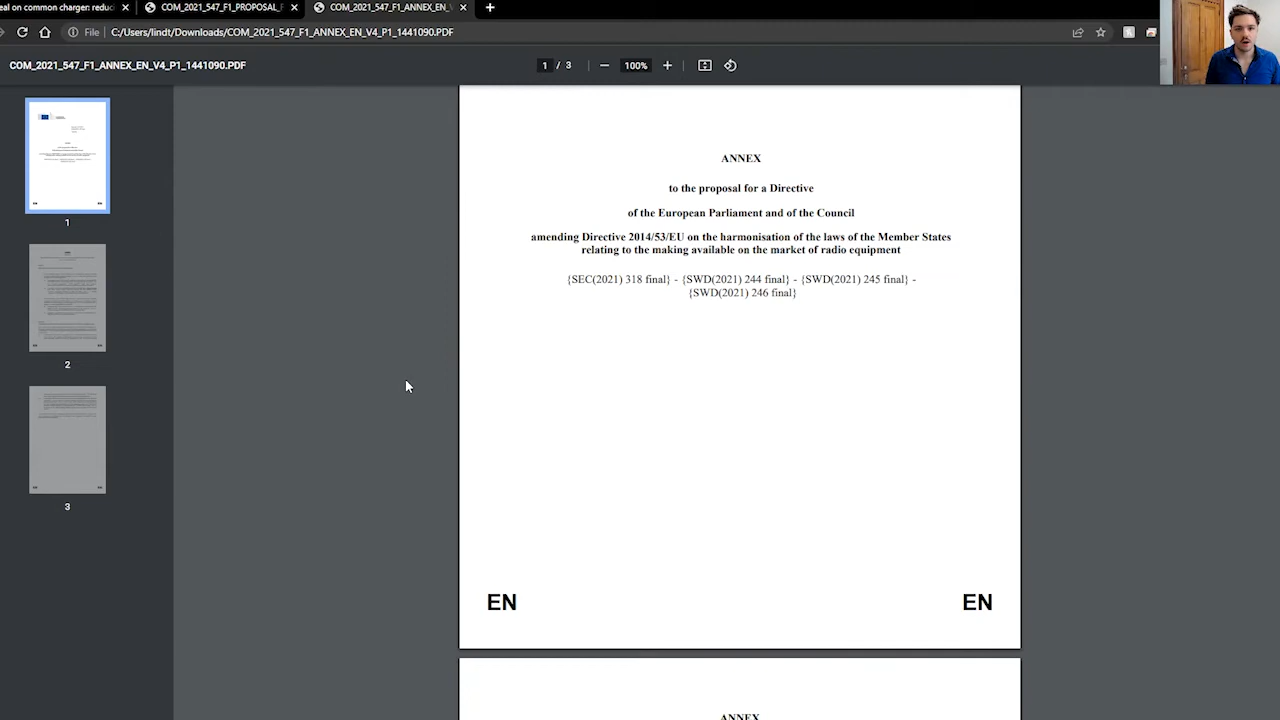 eal on common charger: reduc
COM_2021_547_F1_PROPOSAL_F
COM_2021_547_F1_ANNEX_EN_V
File
C:/Users/lindt/Downloads/COM_2021_547_F1_ANNEX_EN_V4_P1_1441090.PDF
COM_2021_547_F1_ANNEX_EN_V4_P1_1441090.PDF
1 / 3
100%
1
2
3
ANNEX
to the proposal for a Directive
of the European Parliament and of the Council
amending Directive 2014/53/EU on the harmonisation of the laws of the Member States
relating to the making available on the market of radio equipment
{SEC(2021) 318 final} - {SWD(2021) 244 final} - {SWD(2021) 245 final} -
{SWD(2021) 246 final}
EN
EN
ANNEX